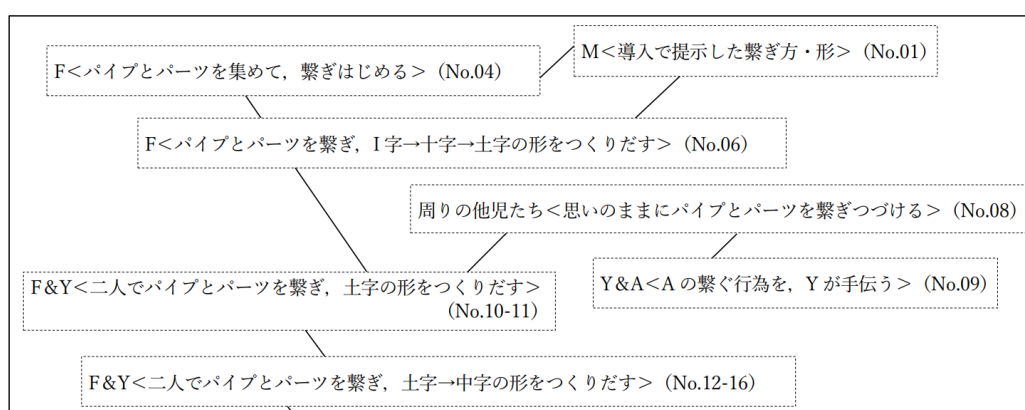 M＜導入で提示した繋ぎ方・形＞（No.01）
F＜パイプとパーツを集めて，繋ぎはじめる＞（No.04）
F＜パイプとパーツを繋ぎ，I 字→十字→土字の形をつくりだす＞（No.06）
周りの他児たち＜思いのままにパイプとパーツを繋ぎつづける＞（No.08）
Y＆A＜A の繋ぐ行為を，Y が手伝う＞（No.09）
F＆Y＜二人でパイプとパーツを繋ぎ，土字の形をつくりだす＞
（No.10-11）
F＆Y＜二人でパイプとパーツを繋ぎ，土字→中字の形をつくりだす＞（No.12-16）